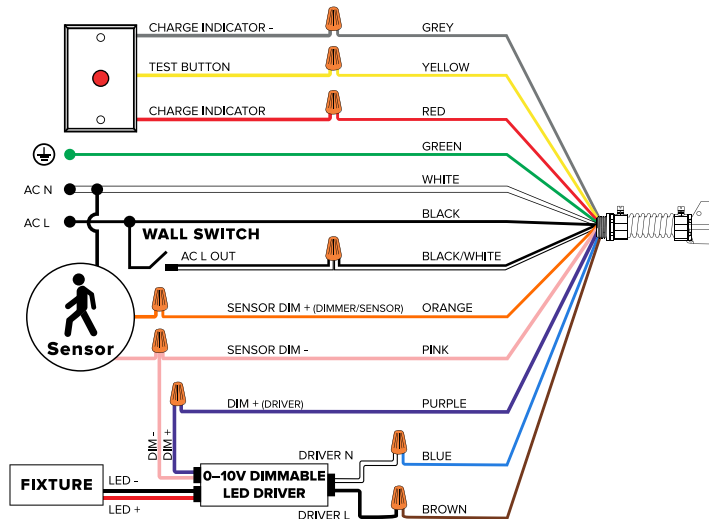 CHARGE INDICATOR - GREY
TEST BUTTON YELLOW
CHARGE INDICATOR RED
GREEN
AC N WHITE
AC L BLACK
WALL SWITCH
AC L OUT BLACK/WHITE
SENSOR DIM + (DIMMER/SENSOR) ORANGE
Sensor
SENSOR DIM - PINK
DIM + (DRIVER) PURPLE
DIM -
DIM +
DRIVER N BLUE
FIXTURE
LED -
LED +
0–10V DIMMABLE
LED DRIVER
DRIVER L BROWN